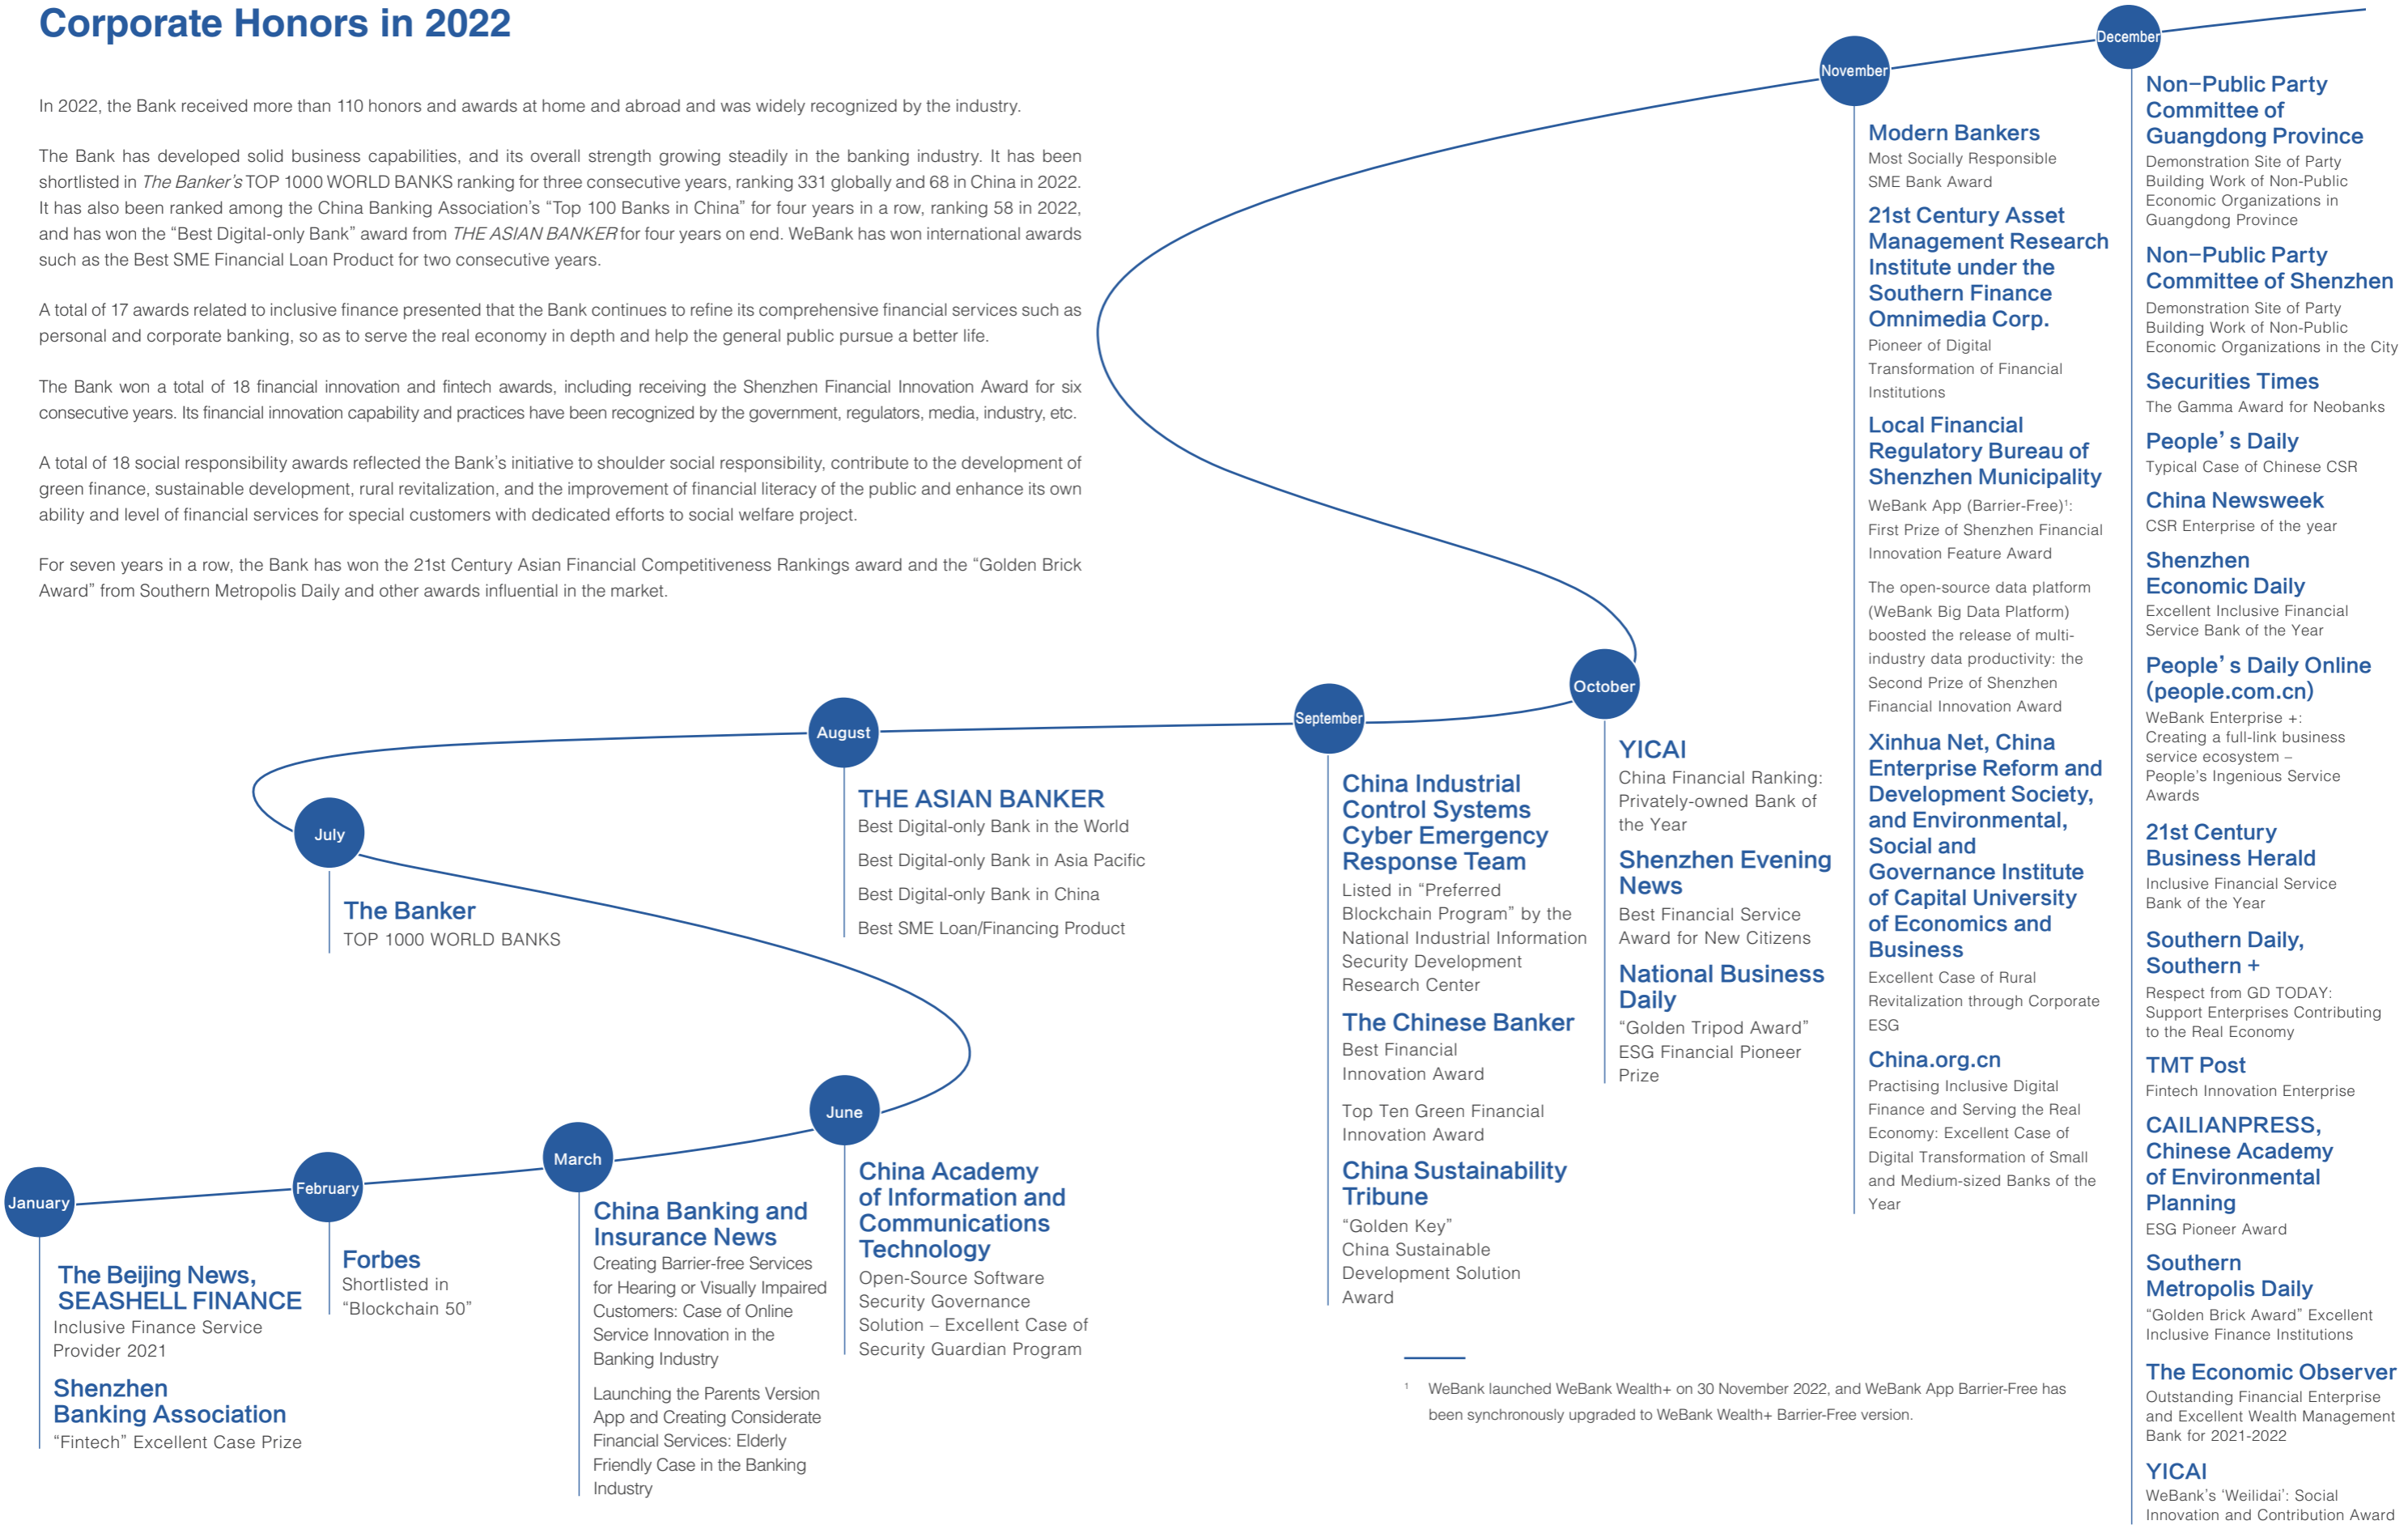 Corporate Honors in 2022
In 2022, the Bank received more than 110 honors and awards at home and abroad and was widely recognized by the industry.
The Bank has developed solid business capabilities, and its overall strength growing steadily in the banking industry. It has been
shortlisted in The Banker's TOP 1000 WORLD BANKS ranking for three consecutive years, ranking 331 globally and 68 in China in 2022.
It has also been ranked among the China Banking Association's “Top 100 Banks in China” for four years in a row, ranking 58 in 2022,
and has won the “Best Digital-only Bank” award from THE ASIAN BANKER for four years on end. WeBank has won international awards
such as the Best SME Financial Loan Product for two consecutive years.
A total of 17 awards related to inclusive finance presented that the Bank continues to refine its comprehensive financial services such as
personal and corporate banking, so as to serve the real economy in depth and help the general public pursue a better life.
The Bank won a total of 18 financial innovation and fintech awards, including receiving the Shenzhen Financial Innovation Award for six
consecutive years. Its financial innovation capability and practices have been recognized by the government, regulators, media, industry, etc.
A total of 18 social responsibility awards reflected the Bank's initiative to shoulder social responsibility, contribute to the development of
green finance, sustainable development, rural revitalization, and the improvement of financial literacy of the public and enhance its own
ability and level of financial services for special customers with dedicated efforts to social welfare project.
For seven years in a row, the Bank has won the 21st Century Asian Financial Competitiveness Rankings award and the “Golden Brick
Award” from Southern Metropolis Daily and other awards influential in the market.
January
The Beijing News,
SEASHELL FINANCE
Inclusive Finance Service
Provider 2021
Shenzhen
Banking Association
“Fintech” Excellent Case Prize
February
Forbes
Shortlisted in
“Blockchain 50”
March
China Banking and
Insurance News
Creating Barrier-free Services
for Hearing or Visually Impaired
Customers: Case of Online
Service Innovation in the
Banking Industry
Launching the Parents Version
App and Creating Considerate
Financial Services: Elderly
Friendly Case in the Banking
Industry
June
China Academy
of Information and
Communications
Technology
Open-Source Software
Security Governance
Solution – Excellent Case of
Security Guardian Program
July
The Banker
TOP 1000 WORLD BANKS
August
THE ASIAN BANKER
Best Digital-only Bank in the World
Best Digital-only Bank in Asia Pacific
Best Digital-only Bank in China
Best SME Loan/Financing Product
September
China Industrial
Control Systems
Cyber Emergency
Response Team
Listed in “Preferred
Blockchain Program” by the
National Industrial Information
Security Development
Research Center
The Chinese Banker
Best Financial
Innovation Award
Top Ten Green Financial
Innovation Award
China Sustainability
Tribune
“Golden Key”
China Sustainable
Development Solution
Award
October
YICAI
China Financial Ranking:
Privately-owned Bank of
the Year
Shenzhen Evening
News
Best Financial Service
Award for New Citizens
National Business
Daily
“Golden Tripod Award”
ESG Financial Pioneer
Prize
November
Modern Bankers
Most Socially Responsible
SME Bank Award
21st Century Asset
Management Research
Institute under the
Southern Finance
Omnimedia Corp.
Pioneer of Digital
Transformation of Financial
Institutions
Local Financial
Regulatory Bureau of
Shenzhen Municipality
WeBank App (Barrier-Free)¹:
First Prize of Shenzhen Financial
Innovation Feature Award
The open-source data platform
(WeBank Big Data Platform)
boosted the release of multi-
industry data productivity: the
Second Prize of Shenzhen
Financial Innovation Award
Xinhua Net, China
Enterprise Reform and
Development Society,
and Environmental,
Social and
Governance Institute
of Capital University
of Economics and
Business
Excellent Case of Rural
Revitalization through Corporate
ESG
China.org.cn
Practising Inclusive Digital
Finance and Serving the Real
Economy: Excellent Case of
Digital Transformation of Small
and Medium-sized Banks of the
Year
December
Non-Public Party
Committee of
Guangdong Province
Demonstration Site of Party
Building Work of Non-Public
Economic Organizations in
Guangdong Province
Non-Public Party
Committee of Shenzhen
Demonstration Site of Party
Building Work of Non-Public
Economic Organizations in the City
Securities Times
The Gamma Award for Neobanks
People's Daily
Typical Case of Chinese CSR
China Newsweek
CSR Enterprise of the year
Shenzhen
Economic Daily
Excellent Inclusive Financial
Service Bank of the Year
People's Daily Online
(people.com.cn)
WeBank Enterprise +:
Creating a full-link business
service ecosystem –
People's Ingenious Service
Awards
21st Century
Business Herald
Inclusive Financial Service
Bank of the Year
Southern Daily,
Southern +
Respect from GD TODAY:
Support Enterprises Contributing
to the Real Economy
TMT Post
Fintech Innovation Enterprise
CAILIANPRESS,
Chinese Academy
of Environmental
Planning
ESG Pioneer Award
Southern
Metropolis Daily
“Golden Brick Award” Excellent
Inclusive Finance Institutions
The Economic Observer
Outstanding Financial Enterprise
and Excellent Wealth Management
Bank for 2021-2022
YICAI
WeBank's ‘Weilidai’: Social
Innovation and Contribution Award
¹ WeBank launched WeBank Wealth+ on 30 November 2022, and WeBank App Barrier-Free has
been synchronously upgraded to WeBank Wealth+ Barrier-Free version.